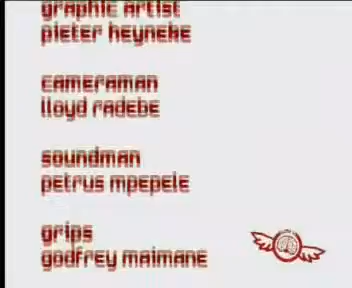 graphic artist
pieter heyneke
cameraman
lloyd radebe
soundman
petrus mpepele
grips
godfrey maimane